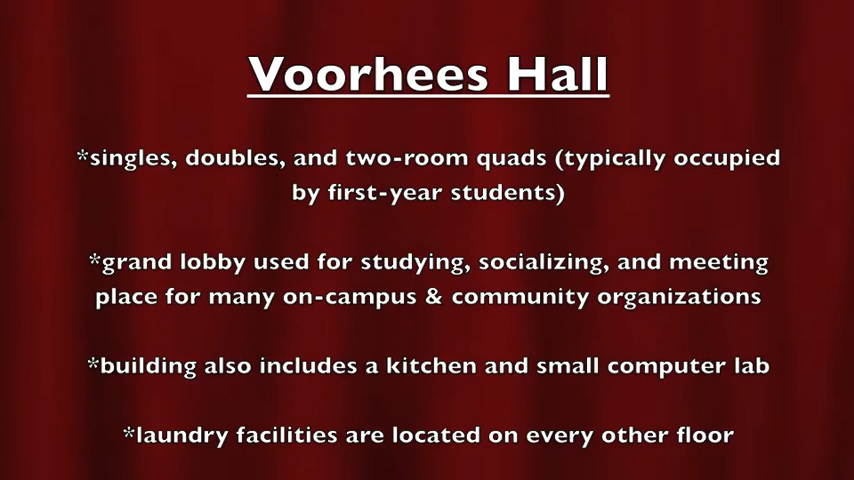 Voorhees Hall
*singles, doubles, and two-room quads (typically occupied
by first-year students)
*grand lobby used for studying, socializing, and meeting
place for many on-campus & community organizations
*building also includes a kitchen and small computer lab
*laundry facilities are located on every other floor